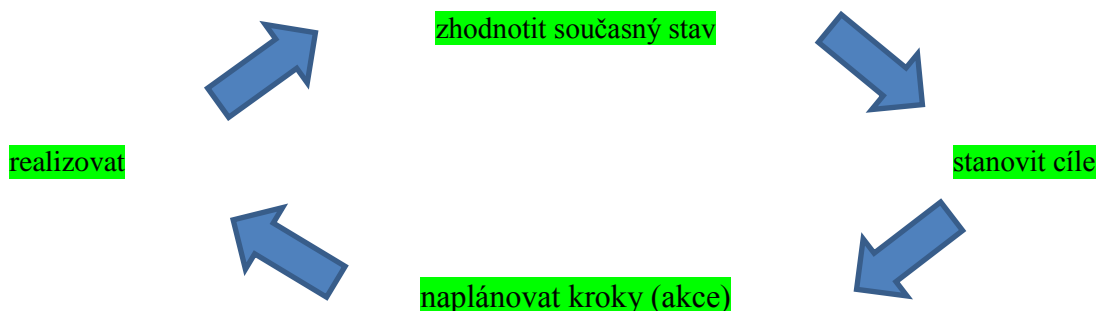 zhodnotit současný stav
realizovat
stanovit cíle
naplánovat kroky (akce)